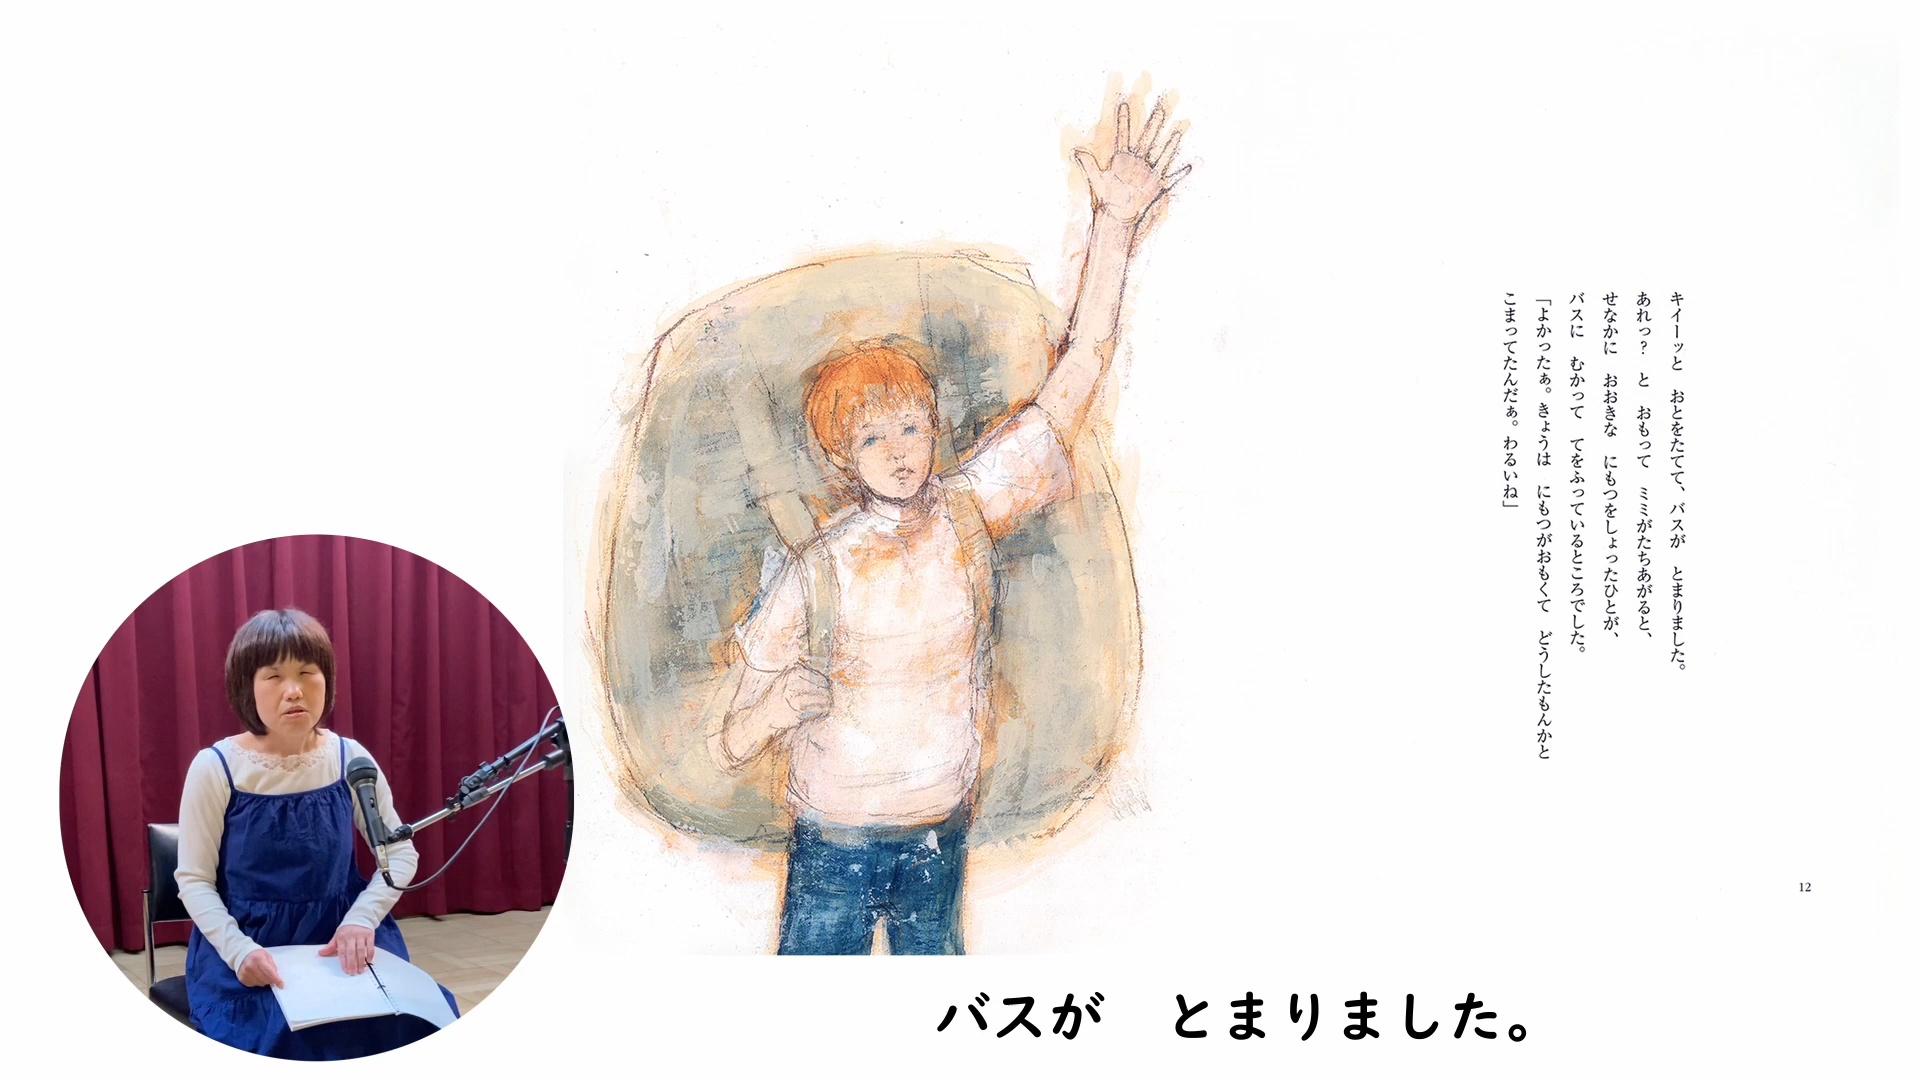 キイーッと　おとをたてて、バスが　とまりました。
あれっ？　と　おもって　ミミがたちあがると、
せなかに　おおきな　にもつをしょったひとが、
バスに　むかって　てをふっているところでした。
「よかったぁ。きょうは　にもつがおもくて　どうしたもんかと
こまってたんだぁ。わるいね」
12
バスが　とまりました。